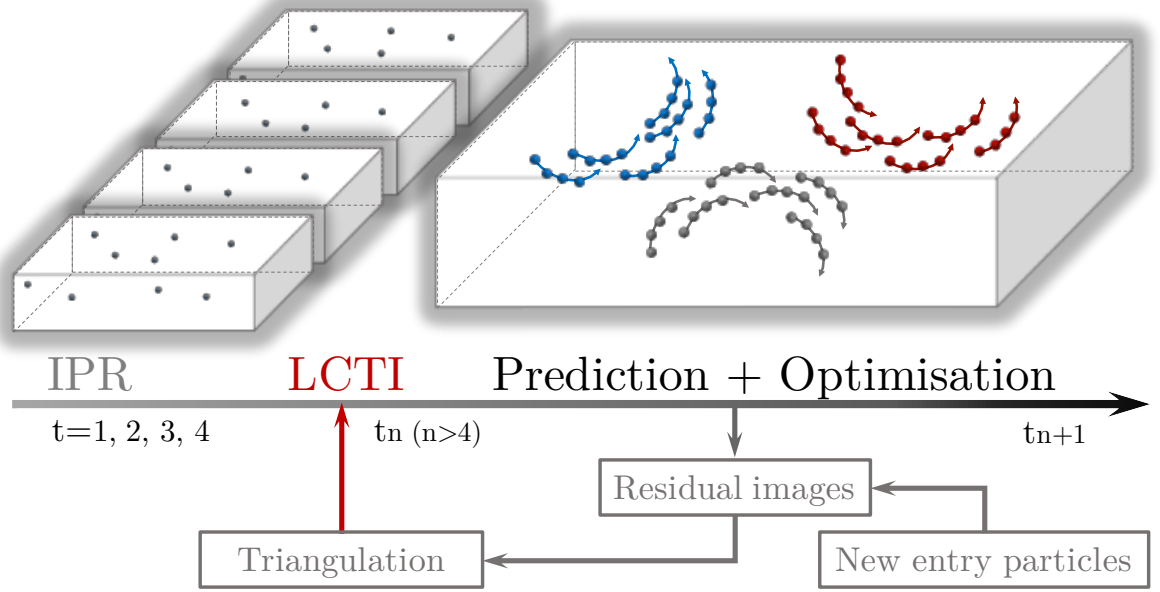 IPR LCTI Prediction + Optimisation
t=1, 2, 3, 4 tn (n>4) tn+1
Residual images
Triangulation New entry particles